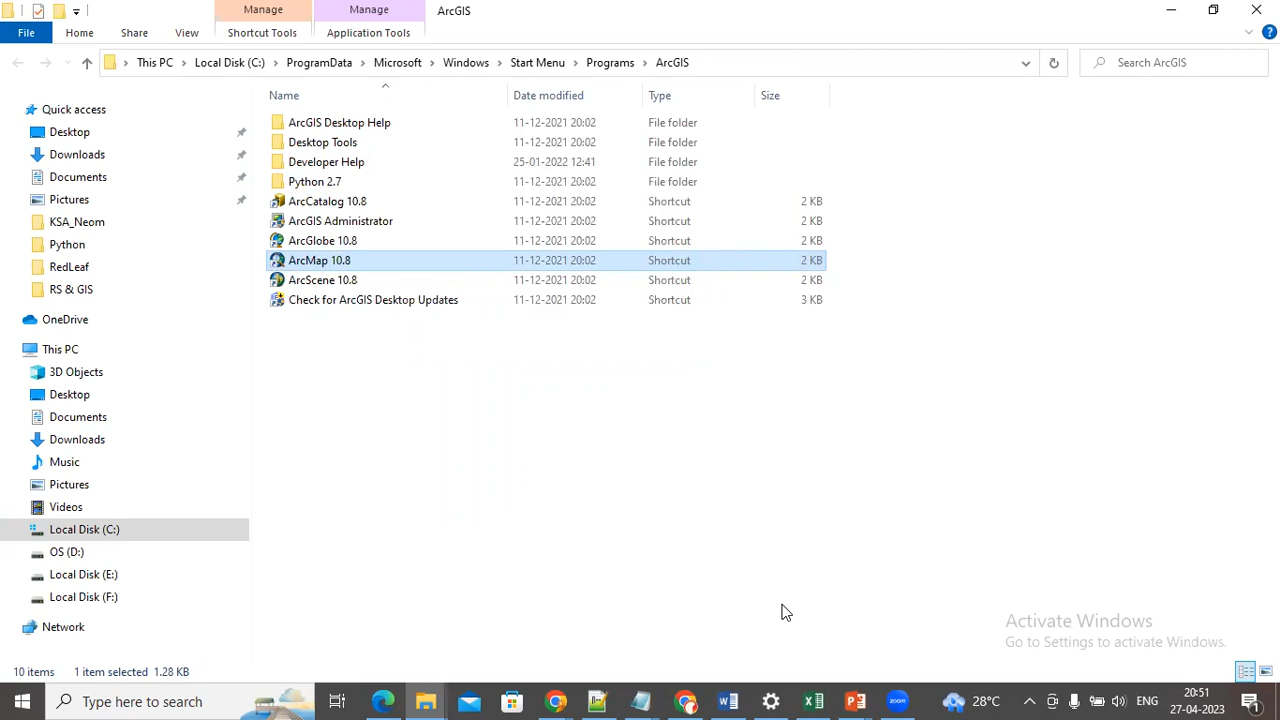 Manage Manage ArcGIS
File Home Share View Shortcut Tools Application Tools
This PC Local Disk (C:) ProgramData Microsoft Windows Start Menu Programs ArcGIS Search ArcGIS
Name Date modified Type Size
ArcGIS Desktop Help 11-12-2021 20:02 File folder
Desktop Tools 11-12-2021 20:02 File folder
Developer Help 25-01-2022 12:41 File folder
Python 2.7 11-12-2021 20:02 File folder
ArcCatalog 10.8 11-12-2021 20:02 Shortcut 2 KB
ArcGIS Administrator 11-12-2021 20:02 Shortcut 2 KB
ArcGlobe 10.8 11-12-2021 20:02 Shortcut 2 KB
ArcMap 10.8 11-12-2021 20:02 Shortcut 2 KB
ArcScene 10.8 11-12-2021 20:02 Shortcut 2 KB
Check for ArcGIS Desktop Updates 11-12-2021 20:02 Shortcut 3 KB
Quick access
Desktop
Downloads
Documents
Pictures
KSA_Neom
Python
RedLeaf
RS & GIS
OneDrive
This PC
3D Objects
Desktop
Documents
Downloads
Music
Pictures
Videos
Local Disk (C:)
OS (D:)
Local Disk (E:)
Local Disk (F:)
Network
Activate Windows
Go to Settings to activate Windows.
10 items 1 item selected 1.28 KB
Type here to search
zoom
28°C
ENG
20:51
27-04-2023
1